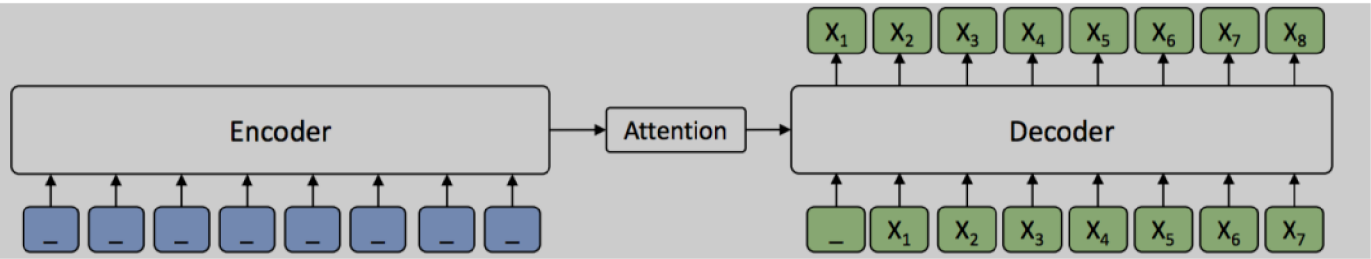 X₁ X₂ X₃ X₄ X₅ X₆ X₇ X₈
Encoder Attention Decoder
_ _ _ _ _ _ _ _ _ X₁ X₂ X₃ X₄ X₅ X₆ X₇